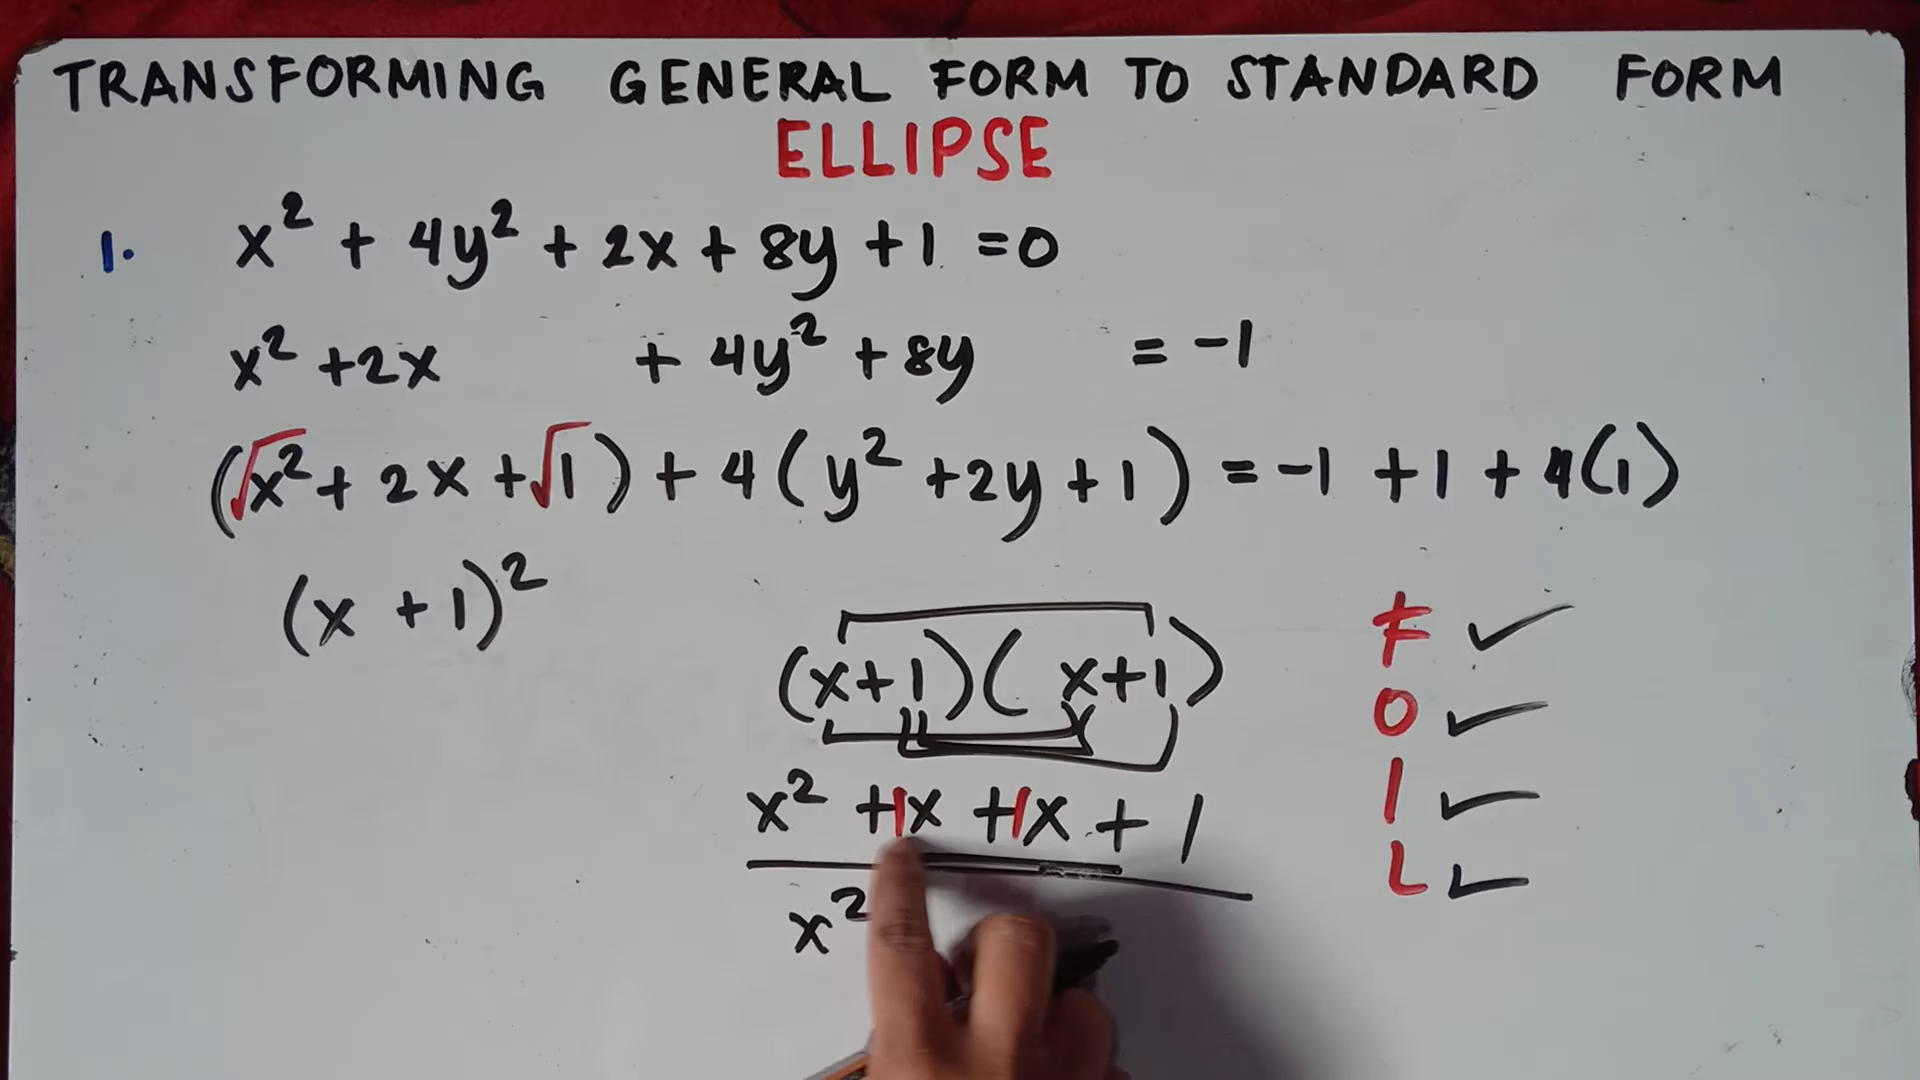 TRANSFORMING GENERAL FORM TO STANDARD FORM
ELLIPSE
1. x² + 4y² + 2x + 8y + 1 = 0
x² + 2x + 4y² + 8y = -1
(√x² + 2x + √1) + 4(y² + 2y + 1) = -1 + 1 + 4(1)
(x + 1)²
(x+1)(x+1)
x² + 1x + 1x + 1
x²
F ✓
O ✓
I ✓
L ✓